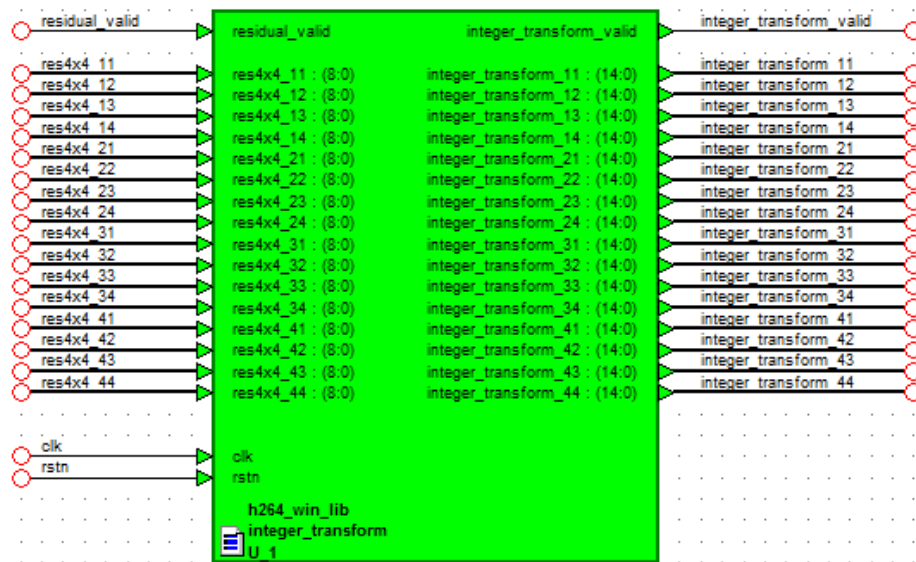 residual_valid residual_valid integer_transform_valid integer_transform_valid
res4x4_11 res4x4_11 : (8:0) integer_transform_11 : (14:0) integer_transform_11
res4x4_12 res4x4_12 : (8:0) integer_transform_12 : (14:0) integer_transform_12
res4x4_13 res4x4_13 : (8:0) integer_transform_13 : (14:0) integer_transform_13
res4x4_14 res4x4_14 : (8:0) integer_transform_14 : (14:0) integer_transform_14
res4x4_21 res4x4_21 : (8:0) integer_transform_21 : (14:0) integer_transform_21
res4x4_22 res4x4_22 : (8:0) integer_transform_22 : (14:0) integer_transform_22
res4x4_23 res4x4_23 : (8:0) integer_transform_23 : (14:0) integer_transform_23
res4x4_24 res4x4_24 : (8:0) integer_transform_24 : (14:0) integer_transform_24
res4x4_31 res4x4_31 : (8:0) integer_transform_31 : (14:0) integer_transform_31
res4x4_32 res4x4_32 : (8:0) integer_transform_32 : (14:0) integer_transform_32
res4x4_33 res4x4_33 : (8:0) integer_transform_33 : (14:0) integer_transform_33
res4x4_34 res4x4_34 : (8:0) integer_transform_34 : (14:0) integer_transform_34
res4x4_41 res4x4_41 : (8:0) integer_transform_41 : (14:0) integer_transform_41
res4x4_42 res4x4_42 : (8:0) integer_transform_42 : (14:0) integer_transform_42
res4x4_43 res4x4_43 : (8:0) integer_transform_43 : (14:0) integer_transform_43
res4x4_44 res4x4_44 : (8:0) integer_transform_44 : (14:0) integer_transform_44
clk clk
rstn rstn
h264_win_lib
integer_transform
U_1